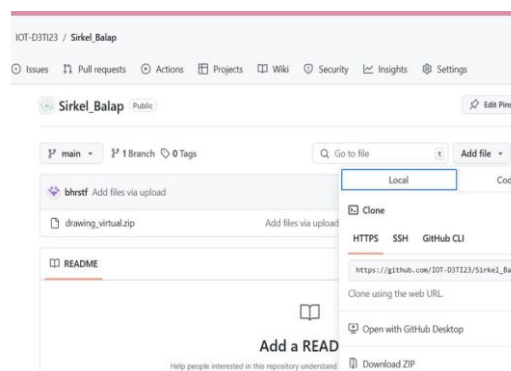 IOT-D3TI23 / Sirkel_Balap
Issues Pull requests Actions Projects Wiki Security Insights Settings
Sirkel_Balap Public Edit Pins
main 1 Branch 0 Tags Go to file t Add file
Local
bhrstf Add files via upload
Clone
drawing_virtual.zip Add files via upload
HTTPS SSH GitHub CLI
README
https://github.com/IOT-D3TI23/Sirkel_Ba
Clone using the web URL.
Open with GitHub Desktop
Add a READ
Help people interested in this repository understand
Download ZIP